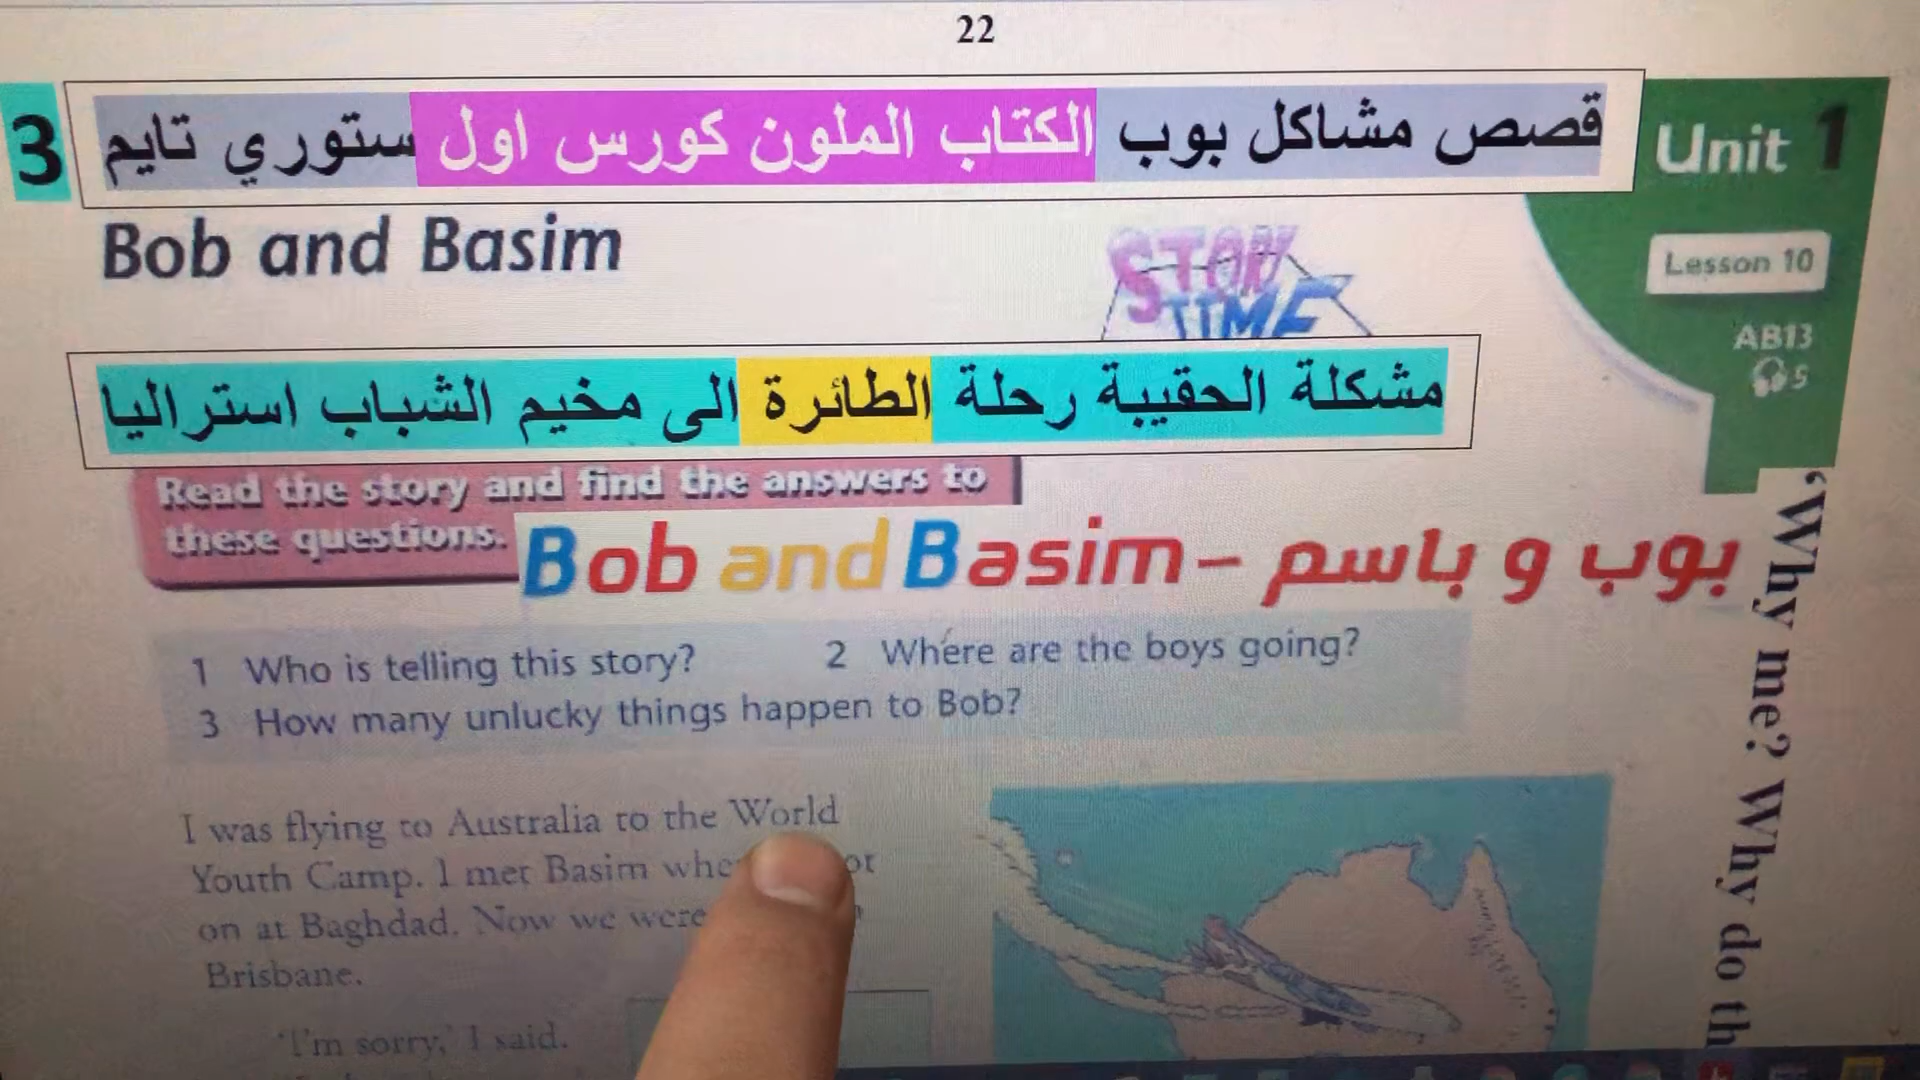 22
3
قصص مشاكل بوب الكتاب الملون كورس اول ستوري تايم
Unit 1
Bob and Basim
STORY TIME
Lesson 10
AB13
5
مشكلة الحقيبة رحلة الطائرة الى مخيم الشباب استراليا
Read the story and find the answers to
these questions.
Bob and Basim – بوب و باسم
1 Who is telling this story? 2 Where are the boys going?
3 How many unlucky things happen to Bob?
I was flying to Australia to the World
Youth Camp. I met Basim
on at Baghdad. Now we were
Brisbane.
'I'm sorry,' I said.
'Why me? Why do th